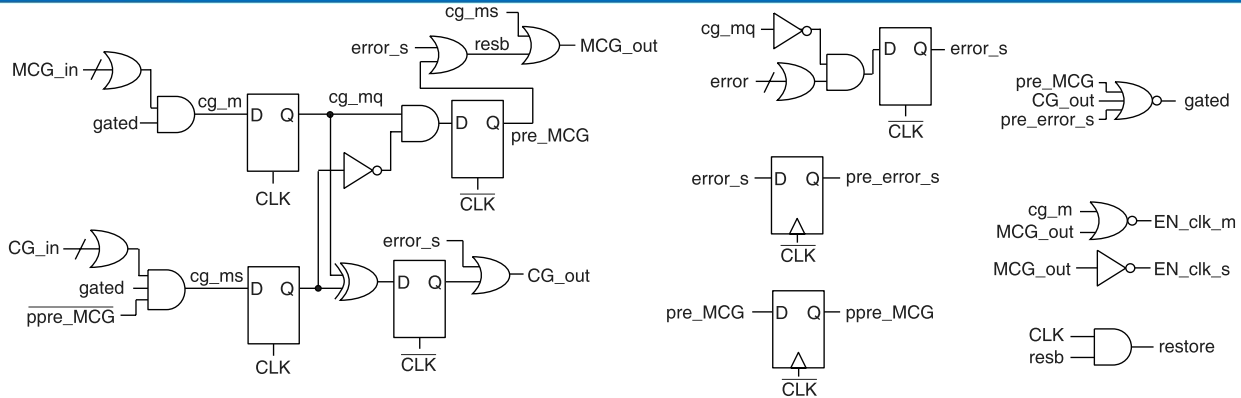 MCG_in
gated
cg_m
D Q
CLK
cg_mq
error_s
resb
cg_ms
MCG_out
D Q
pre_MCG
CLK
CG_in
gated
ppre_MCG
cg_ms
D Q
CLK
error_s
D Q
CLK
CG_out
cg_mq
error
D Q
error_s
CLK
error_s
D Q
pre_error_s
CLK
pre_MCG
D Q
ppre_MCG
CLK
pre_MCG
CG_out
pre_error_s
gated
cg_m
MCG_out
EN_clk_m
MCG_out
EN_clk_s
CLK
resb
restore